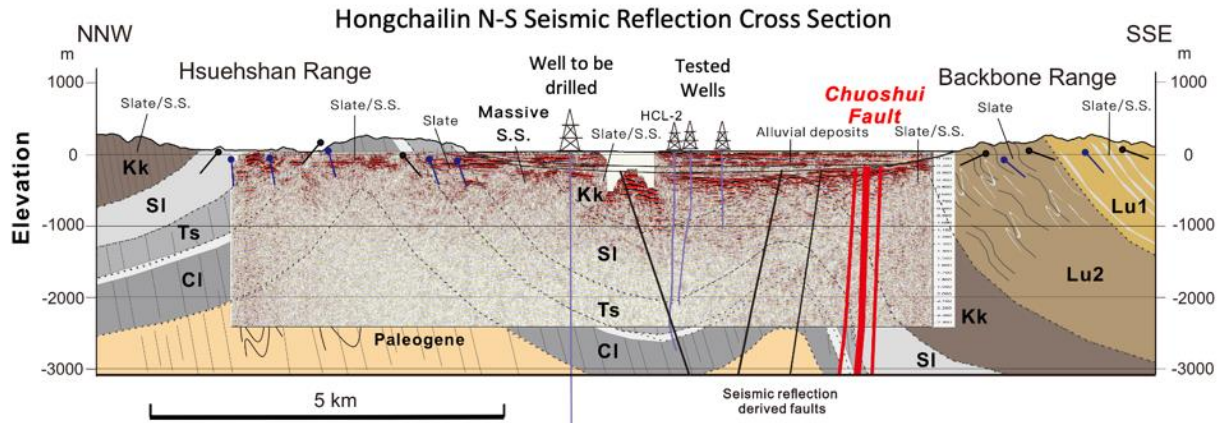 Hongchailin N-S Seismic Reflection Cross Section
NNW
SSE
m
m
Hsuehshan Range
Well to be
drilled
Tested
Wells
Backbone Range
1000
1000
Slate/S.S.
Slate/S.S.
Slate
Massive
S.S.
Slate/S.S.
HCL-2
Chuoshui
Fault
Alluvial deposits
Slate/S.S.
Slate
Slate/S.S.
0
0
Elevation
Kk
Kk
Sl
Lu1
-1000
-1000
Ts
Sl
Cl
Lu2
-2000
-2000
Ts
Kk
Paleogene
Cl
Sl
-3000
-3000
5 km
Seismic reflection
derived faults